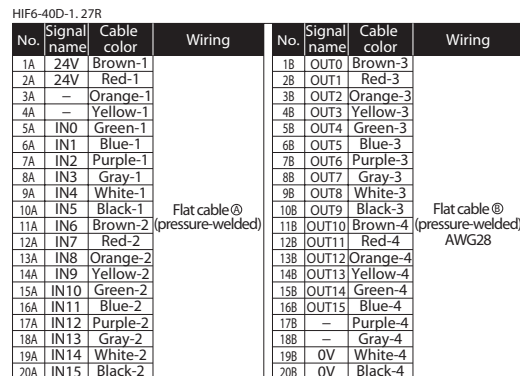 HIF6-40D-1.27R
No. Signal name Cable color Wiring No. Signal name Cable color Wiring
1A 24V Brown-1 1B OUT0 Brown-3
2A 24V Red-1 2B OUT1 Red-3
3A – Orange-1 3B OUT2 Orange-3
4A – Yellow-1 4B OUT3 Yellow-3
5A IN0 Green-1 5B OUT4 Green-3
6A IN1 Blue-1 6B OUT5 Blue-3
7A IN2 Purple-1 7B OUT6 Purple-3
8A IN3 Gray-1 8B OUT7 Gray-3
9A IN4 White-1 9B OUT8 White-3
10A IN5 Black-1 Flat cable Ⓐ 10B OUT9 Black-3 Flat cable Ⓑ
11A IN6 Brown-2 (pressure-welded) 11B OUT10 Brown-4 (pressure-welded)
12A IN7 Red-2 12B OUT11 Red-4 AWG28
13A IN8 Orange-2 13B OUT12 Orange-4
14A IN9 Yellow-2 14B OUT13 Yellow-4
15A IN10 Green-2 15B OUT14 Green-4
16A IN11 Blue-2 16B OUT15 Blue-4
17A IN12 Purple-2 17B – Purple-4
18A IN13 Gray-2 18B – Gray-4
19A IN14 White-2 19B 0V White-4
20A IN15 Black-2 20B 0V Black-4